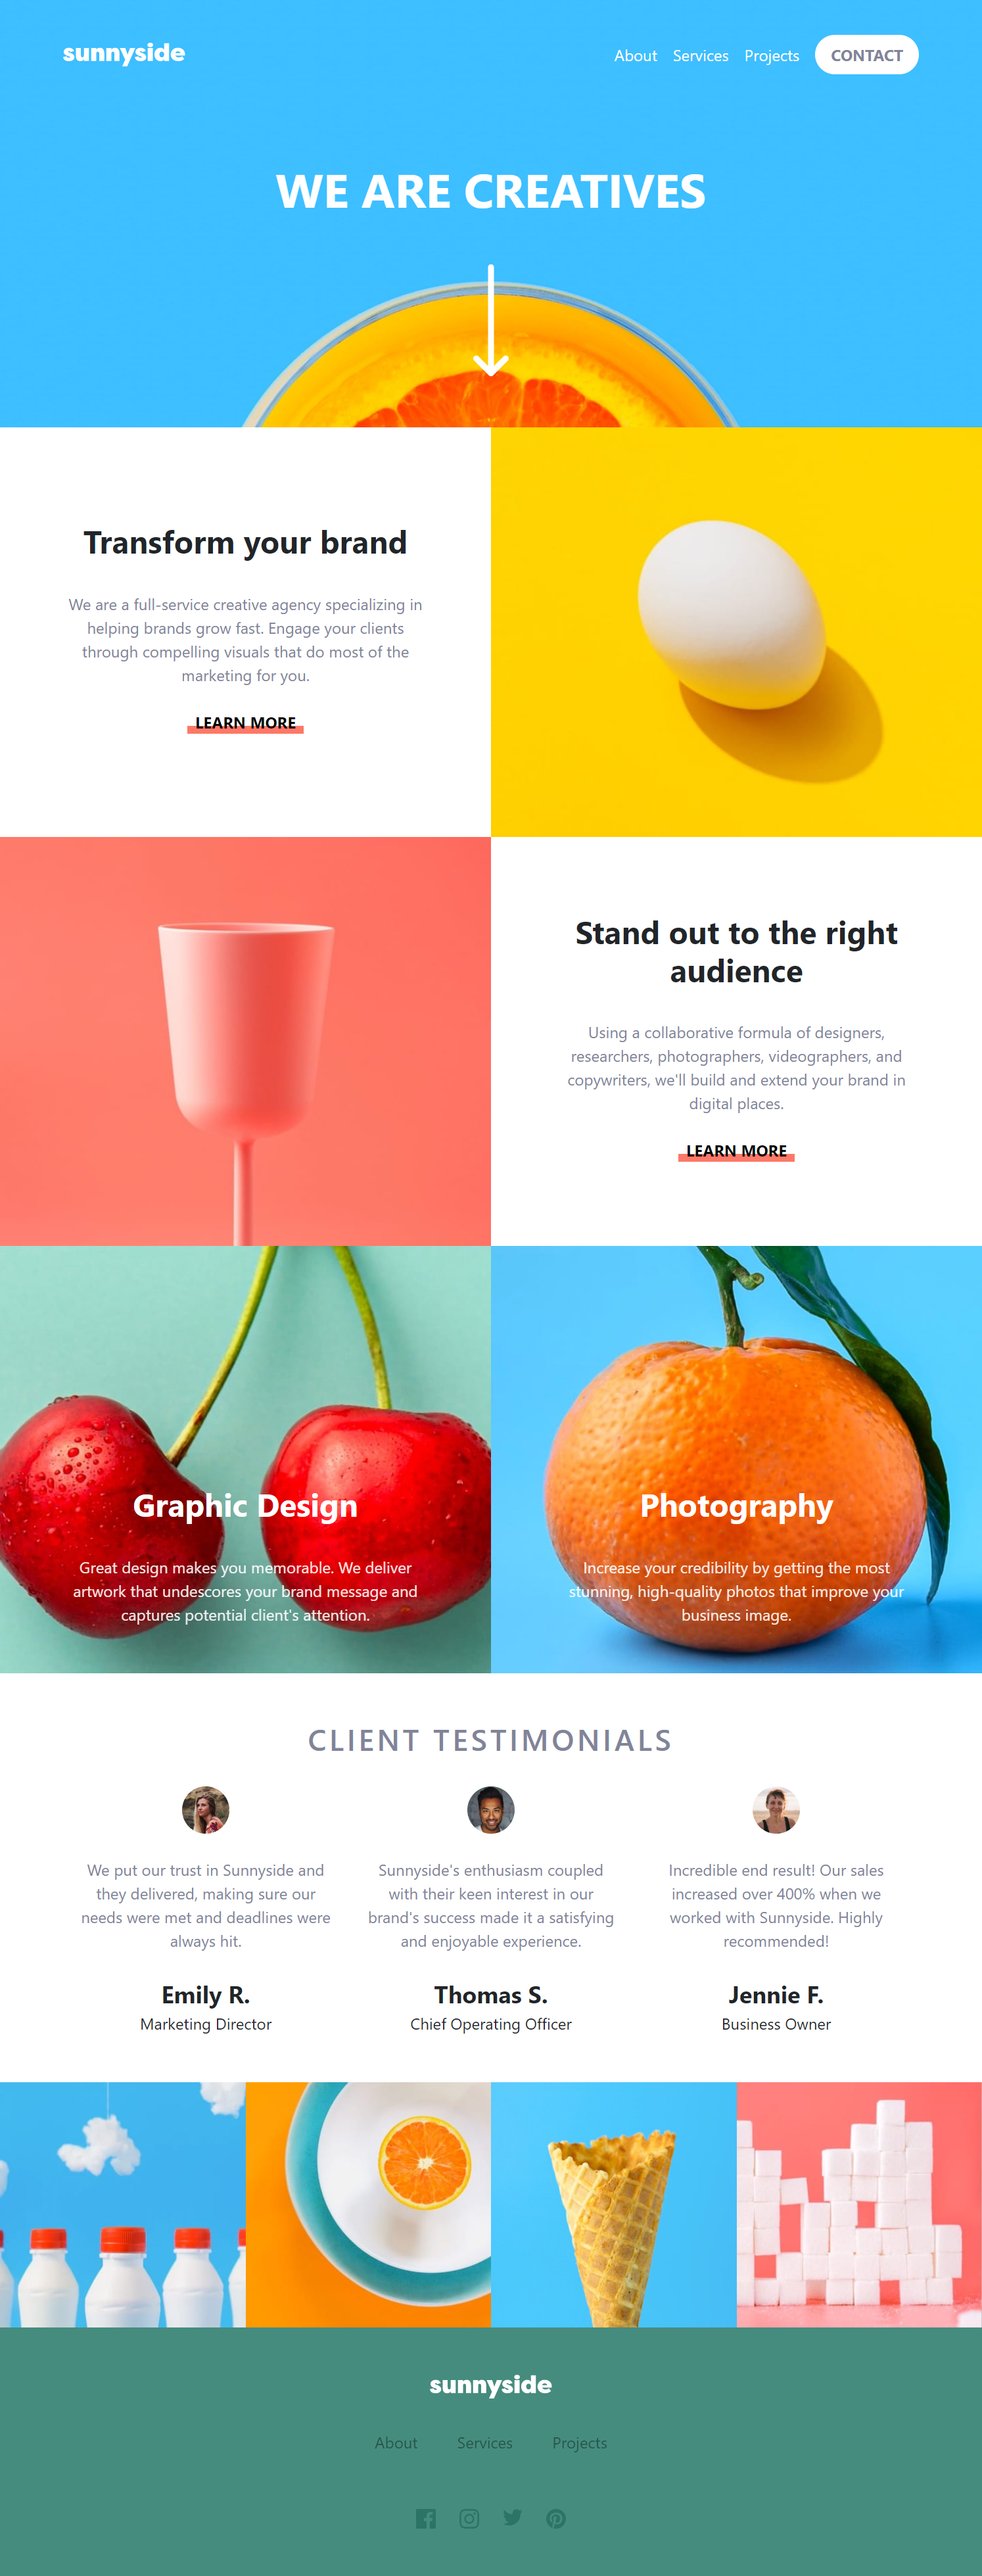 sunnyside
About Services Projects CONTACT
WE ARE CREATIVES
Transform your brand
We are a full-service creative agency specializing in
helping brands grow fast. Engage your clients
through compelling visuals that do most of the
marketing for you.
LEARN MORE
Stand out to the right
audience
Using a collaborative formula of designers,
researchers, photographers, videographers, and
copywriters, we'll build and extend your brand in
digital places.
LEARN MORE
Graphic Design
Great design makes you memorable. We deliver
artwork that undescores your brand message and
captures potential client's attention.
Photography
Increase your credibility by getting the most
stunning, high-quality photos that improve your
business image.
CLIENT TESTIMONIALS
We put our trust in Sunnyside and
they delivered, making sure our
needs were met and deadlines were
always hit.
Emily R.
Marketing Director
Sunnyside's enthusiasm coupled
with their keen interest in our
brand's success made it a satisfying
and enjoyable experience.
Thomas S.
Chief Operating Officer
Incredible end result! Our sales
increased over 400% when we
worked with Sunnyside. Highly
recommended!
Jennie F.
Business Owner
sunnyside
About Services Projects